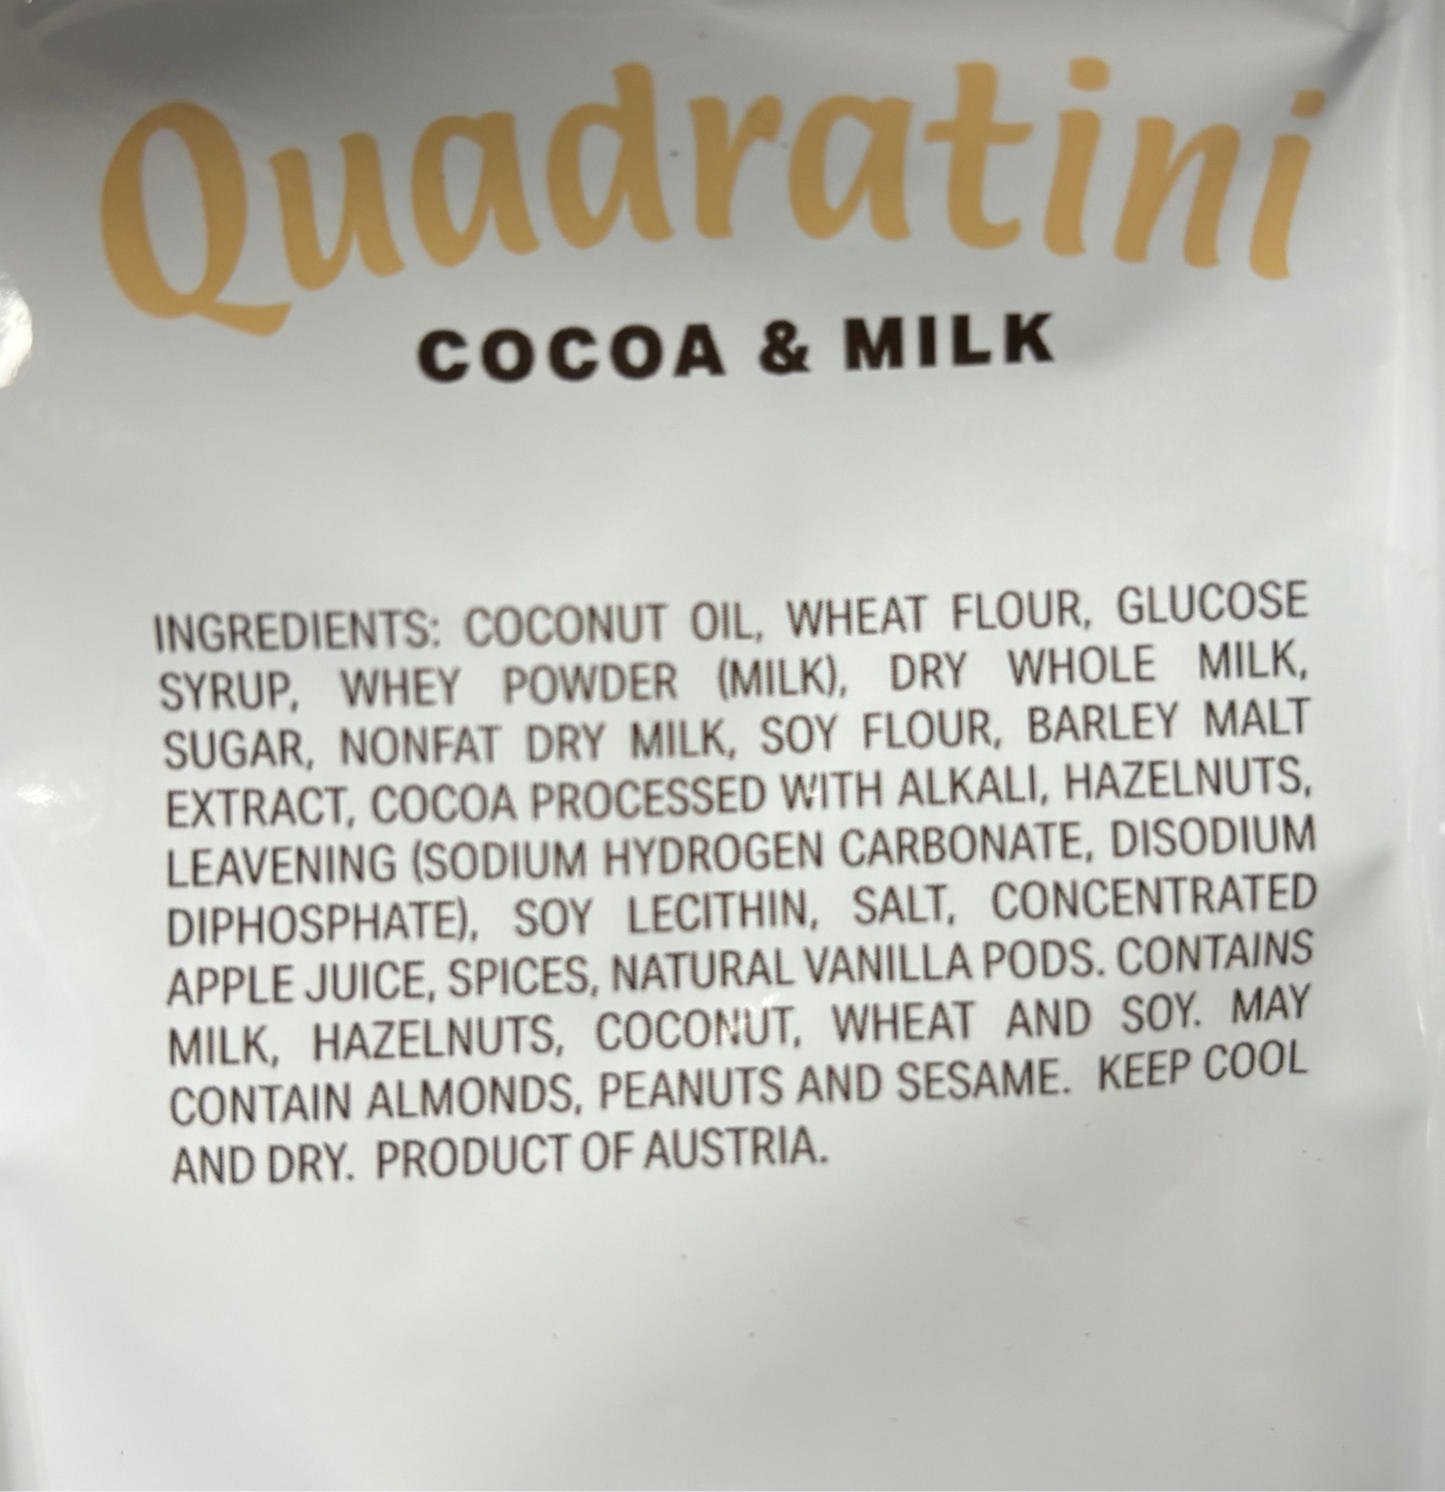 Quadratini
COCOA & MILK
INGREDIENTS: COCONUT OIL, WHEAT FLOUR, GLUCOSE
SYRUP, WHEY POWDER (MILK), DRY WHOLE MILK,
SUGAR, NONFAT DRY MILK, SOY FLOUR, BARLEY MALT
EXTRACT, COCOA PROCESSED WITH ALKALI, HAZELNUTS,
LEAVENING (SODIUM HYDROGEN CARBONATE, DISODIUM
DIPHOSPHATE), SOY LECITHIN, SALT, CONCENTRATED
APPLE JUICE, SPICES, NATURAL VANILLA PODS. CONTAINS
MILK, HAZELNUTS, COCONUT, WHEAT AND SOY. MAY
CONTAIN ALMONDS, PEANUTS AND SESAME. KEEP COOL
AND DRY. PRODUCT OF AUSTRIA.